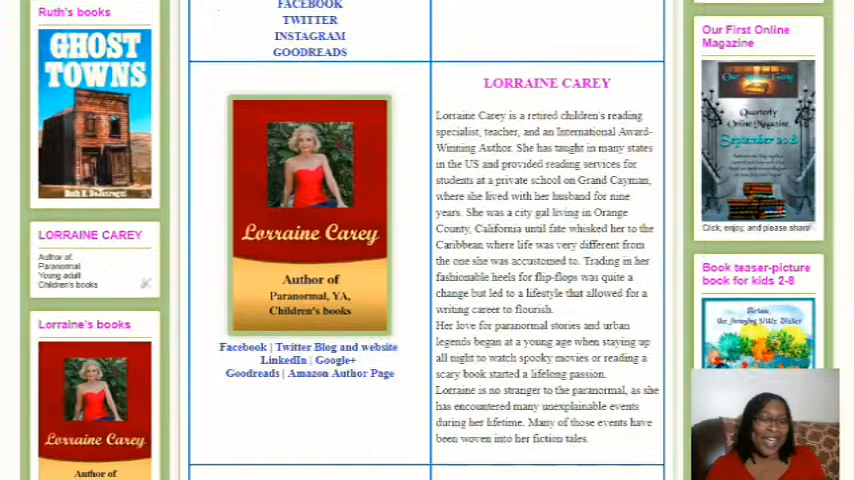 Ruth's books
GHOST
TOWNS
LORRAINE CAREY
Author of
Paranormal
Young adult
Children's books
Lorraine's books
Lorraine Carey
Author of
FACEBOOK
TWITTER
INSTAGRAM
GOODREADS
Lorraine Carey
Author of
Paranormal, YA,
Children's books
Facebook | Twitter Blog and website
LinkedIn | Google+
Goodreads | Amazon Author Page
LORRAINE CAREY
Lorraine Carey is a retired children's reading
specialist, teacher, and an International Award-
Winning Author. She has taught in many states
in the US and provided reading services for
students at a private school on Grand Cayman,
where she lived with her husband for nine
years. She was a city gal living in Orange
County, California until fate whisked her to the
Caribbean where life was very different from
the one she was accustomed to. Trading in her
fashionable heels for flip-flops was quite a
change but led to a lifestyle that allowed for a
writing career to flourish.
Her love for paranormal stories and urban
legends began at a young age when staying up
all night to watch spooky movies or reading a
scary book started a lifelong passion.
Lorraine is no stranger to the paranormal, as she
has encountered many unexplainable events
during her lifetime. Many of those events have
been woven into her fiction tales.
Our First Online
Magazine
Quarterly
Online Magazine
September 2018
Click, enjoy, and please share
Book teaser-picture
book for kids 2-8